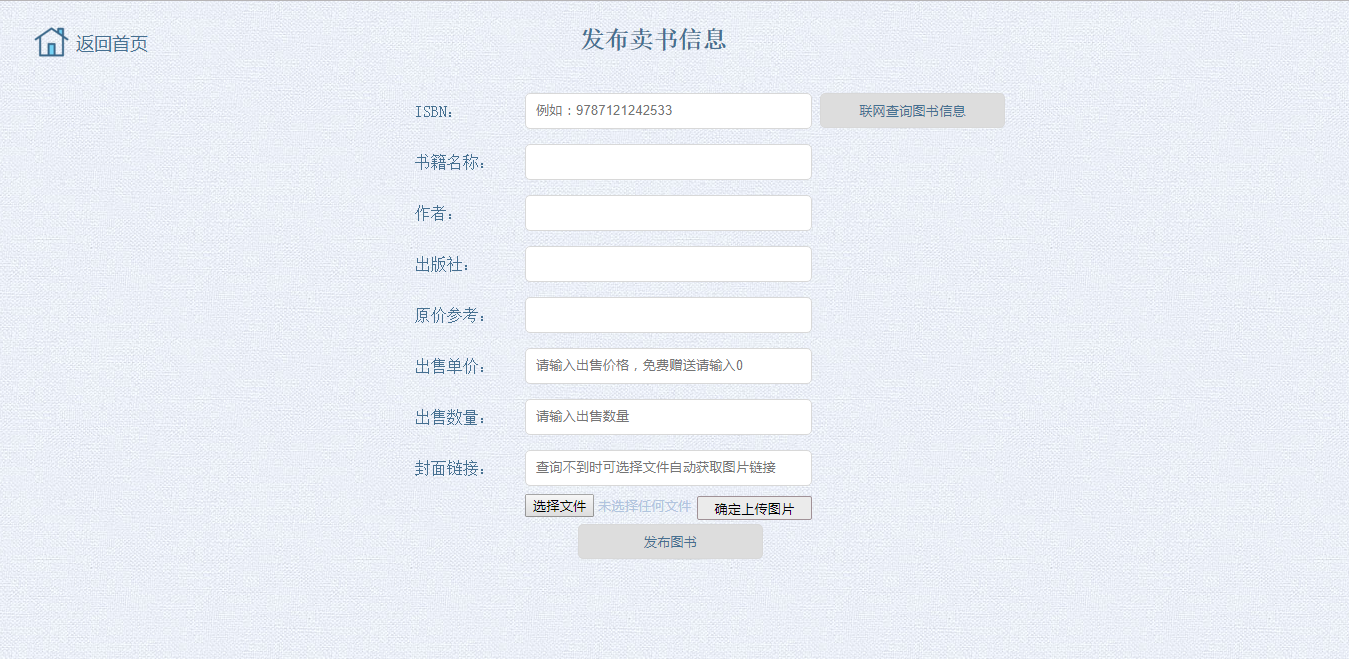 返回首页
发布卖书信息
ISBN: 例如：9787121242533 联网查询图书信息
书籍名称：
作者：
出版社：
原价参考：
出售单价： 请输入出售价格，免费赠送请输入0
出售数量： 请输入出售数量
封面链接： 查询不到时可选择文件自动获取图片链接
选择文件 未选择任何文件 确定上传图片
发布图书